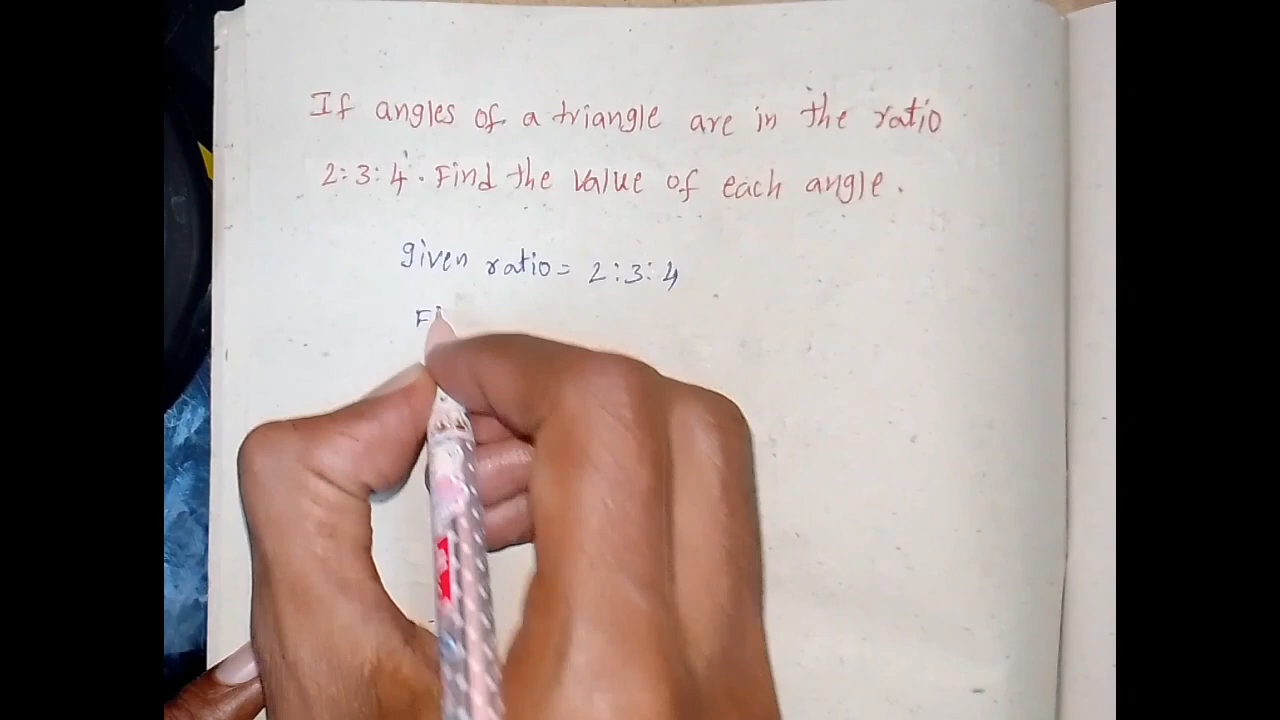 If angles of a triangle are in the ratio
2:3:4. Find the value of each angle.
given ratio = 2:3:4
Fi